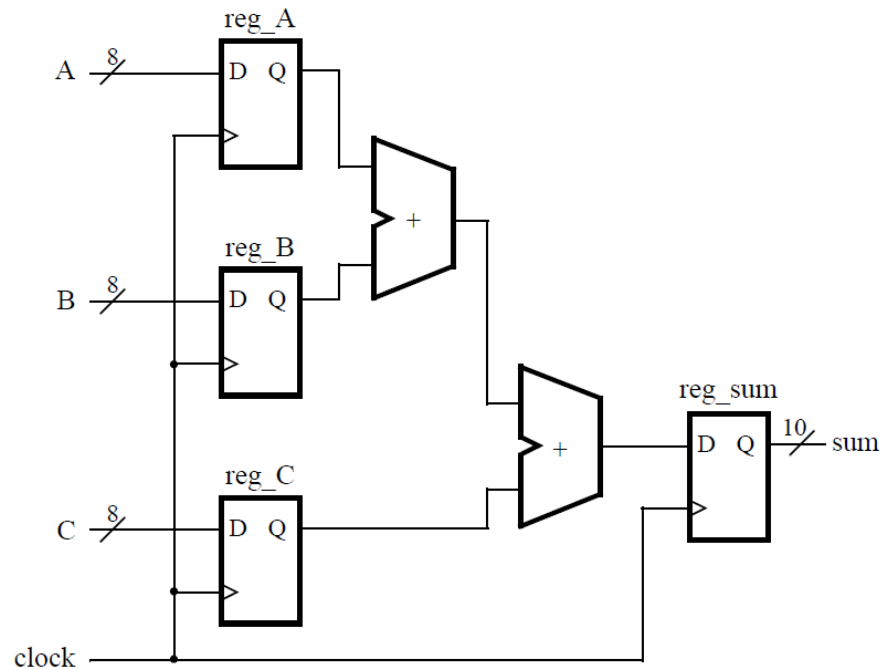 reg_A
8
A
D Q
+
reg_B
8
B
D Q
+
reg_sum
D Q
10
sum
reg_C
8
C
D Q
clock